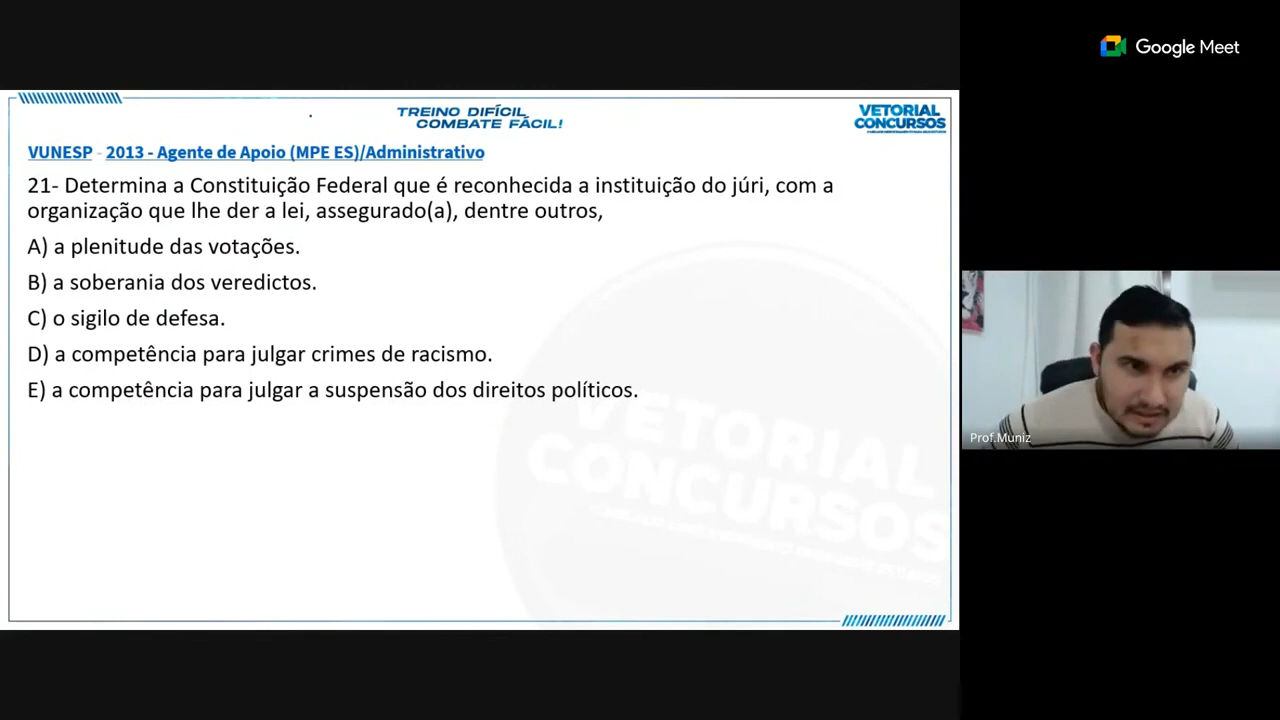 Google Meet
TREINO DIFÍCIL
COMBATE FÁCIL!
VETORIAL
CONCURSOS
VUNESP - 2013 - Agente de Apoio (MPE ES)/Administrativo
21- Determina a Constituição Federal que é reconhecida a instituição do júri, com a
organização que lhe der a lei, assegurado(a), dentre outros,
A) a plenitude das votações.
B) a soberania dos veredictos.
C) o sigilo de defesa.
D) a competência para julgar crimes de racismo.
E) a competência para julgar a suspensão dos direitos políticos.
VETORIAL
CONCURSOS
Prof.Muniz